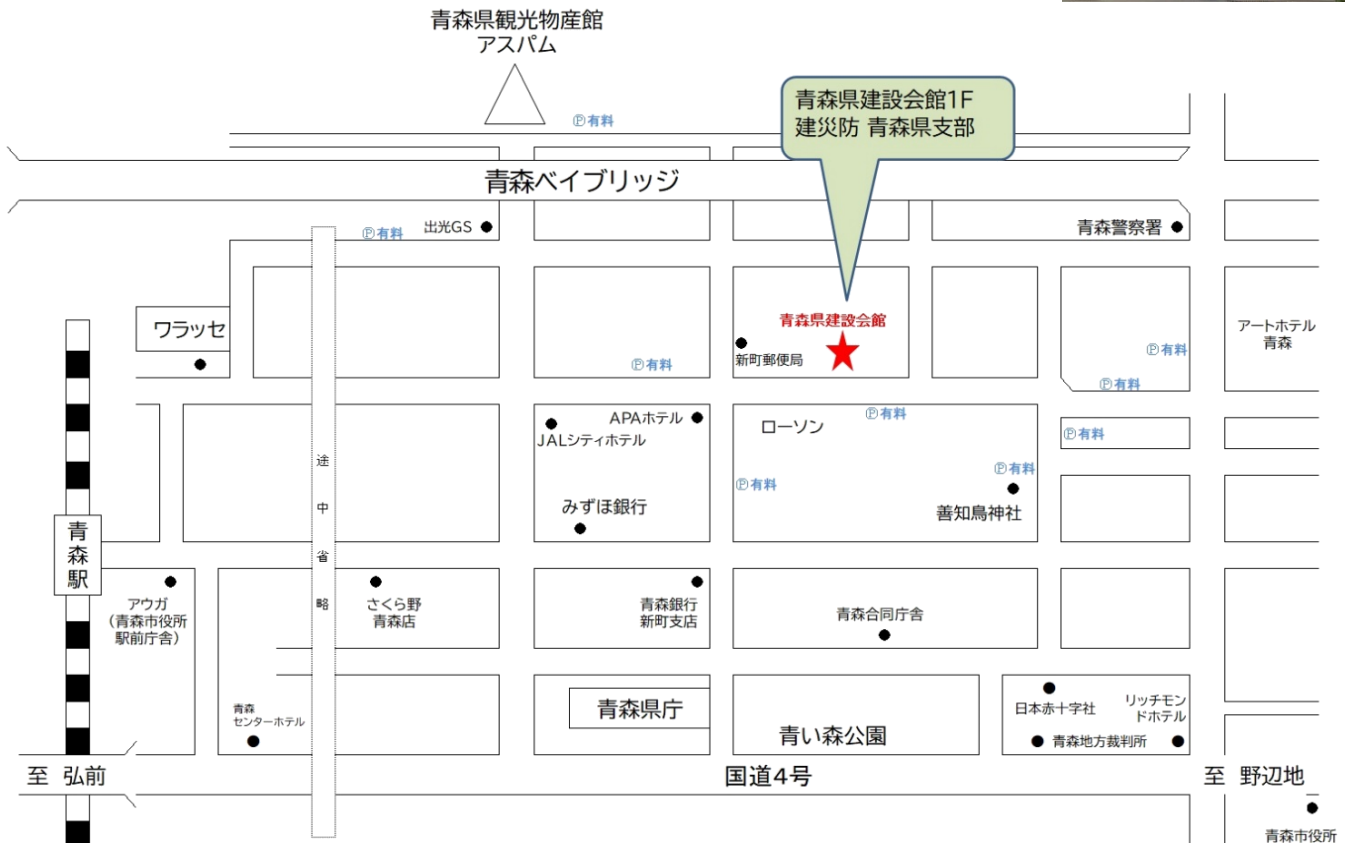 青森県観光物産館
アスパム
Ⓟ有料
青森県建設会館1F
建災防 青森県支部
青森ベイブリッジ
Ⓟ有料
出光GS
青森警察署
ワラッセ
青森県建設会館
新町郵便局
Ⓟ有料
アートホテル
青森
Ⓟ有料
Ⓟ有料
APAホテル
JALシティホテル
ローソン
Ⓟ有料
Ⓟ有料
途中省略
みずほ銀行
Ⓟ有料
Ⓟ有料
善知鳥神社
青森駅
アウガ
(青森市役所
駅前庁舎)
さくら野
青森店
青森銀行
新町支店
青森合同庁舎
青森
センターホテル
青森県庁
青い森公園
日本赤十字社
リッチモン
ドホテル
青森地方裁判所
至 弘前
国道4号
至 野辺地
青森市役所